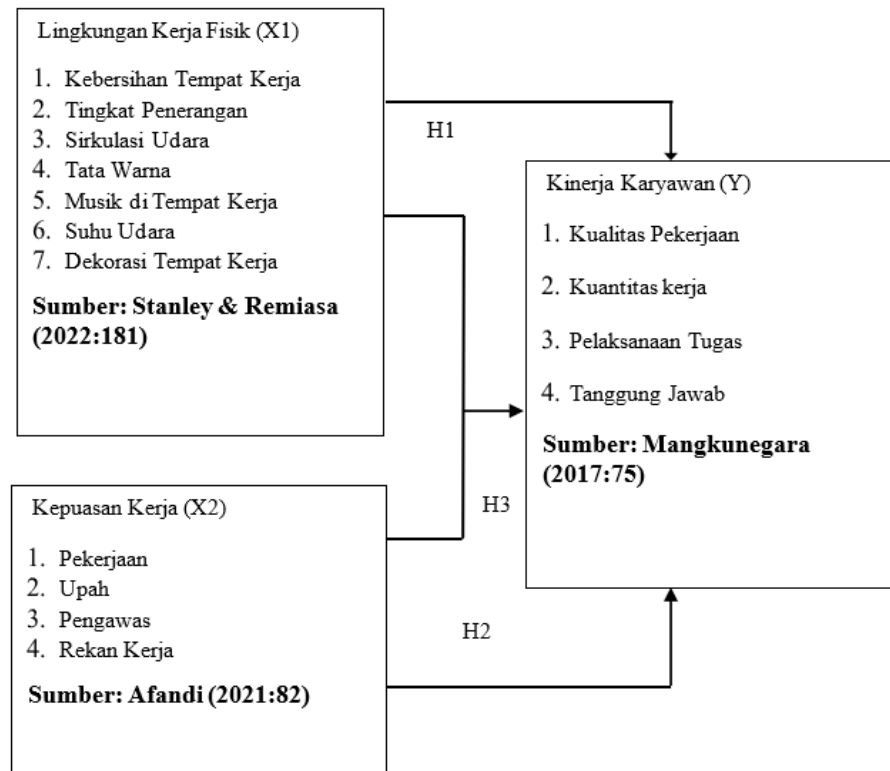 Lingkungan Kerja Fisik (X1)
1. Kebersihan Tempat Kerja
2. Tingkat Penerangan
3. Sirkulasi Udara
4. Tata Warna
5. Musik di Tempat Kerja
6. Suhu Udara
7. Dekorasi Tempat Kerja
Sumber: Stanley & Remiasa
(2022:181)
H1
Kinerja Karyawan (Y)
1. Kualitas Pekerjaan
2. Kuantitas kerja
3. Pelaksanaan Tugas
4. Tanggung Jawab
Sumber: Mangkunegara
(2017:75)
H3
Kepuasan Kerja (X2)
1. Pekerjaan
2. Upah
3. Pengawas
4. Rekan Kerja
Sumber: Afandi (2021:82)
H2